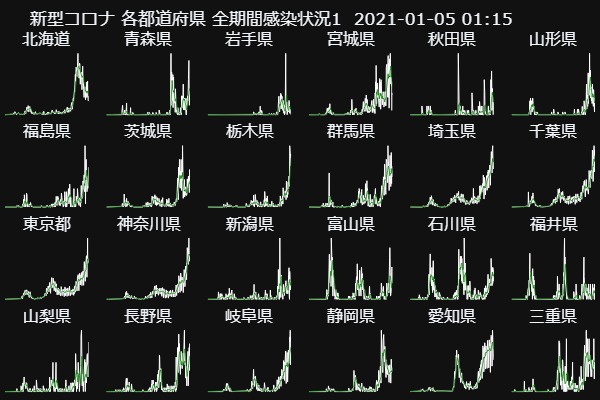 新型コロナ 各都道府県 全期間感染状況1 2021-01-05 01:15
北海道 青森県 岩手県 宮城県 秋田県 山形県
福島県 茨城県 栃木県 群馬県 埼玉県 千葉県
東京都 神奈川県 新潟県 富山県 石川県 福井県
山梨県 長野県 岐阜県 静岡県 愛知県 三重県